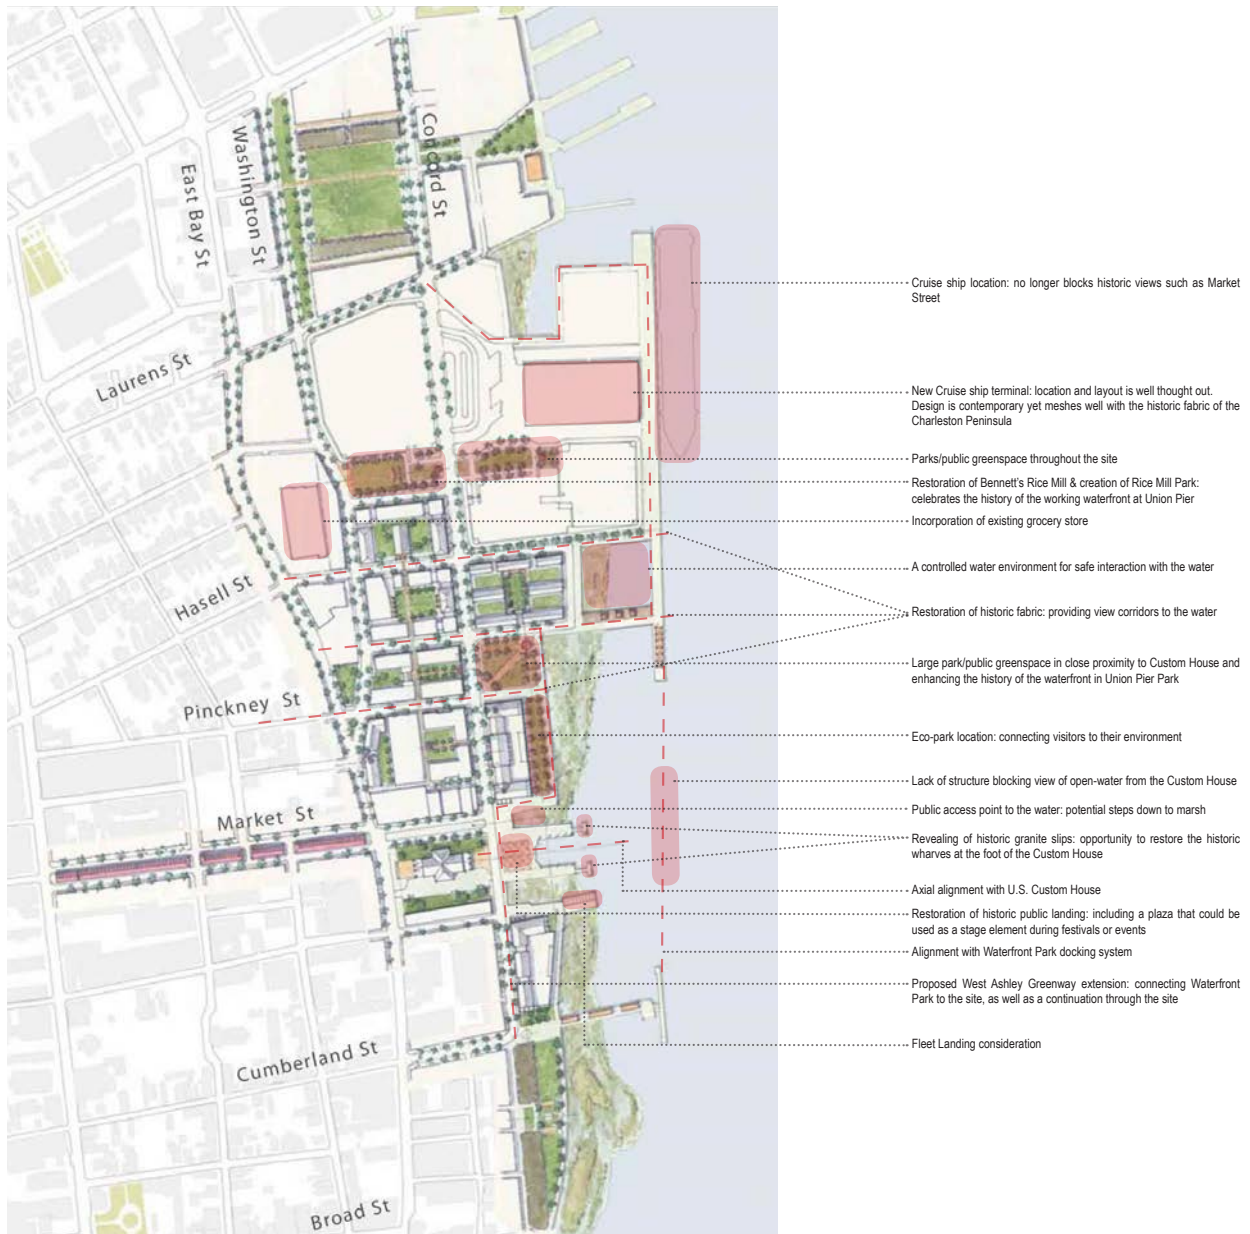 Concord St
Washington St
East Bay St
Laurens St
Hasell St
Pinckney St
Market St
Cumberland St
Broad St
Cruise ship location: no longer blocks historic views such as Market
Street
New Cruise ship terminal: location and layout is well thought out.
Design is contemporary yet meshes well with the historic fabric of the
Charleston Peninsula
Parks/public greenspace throughout the site
Restoration of Bennett's Rice Mill & creation of Rice Mill Park:
celebrates the history of the working waterfront at Union Pier
Incorporation of existing grocery store
A controlled water environment for safe interaction with the water
Restoration of historic fabric: providing view corridors to the water
Large park/public greenspace in close proximity to Custom House and
enhancing the history of the waterfront in Union Pier Park
Eco-park location: connecting visitors to their environment
Lack of structure blocking view of open-water from the Custom House
Public access point to the water: potential steps down to marsh
Revealing of historic granite slips: opportunity to restore the historic
wharves at the foot of the Custom House
Axial alignment with U.S. Custom House
Restoration of historic public landing: including a plaza that could be
used as a stage element during festivals or events
Alignment with Waterfront Park docking system
Proposed West Ashley Greenway extension: connecting Waterfront
Park to the site, as well as a continuation through the site
Fleet Landing consideration